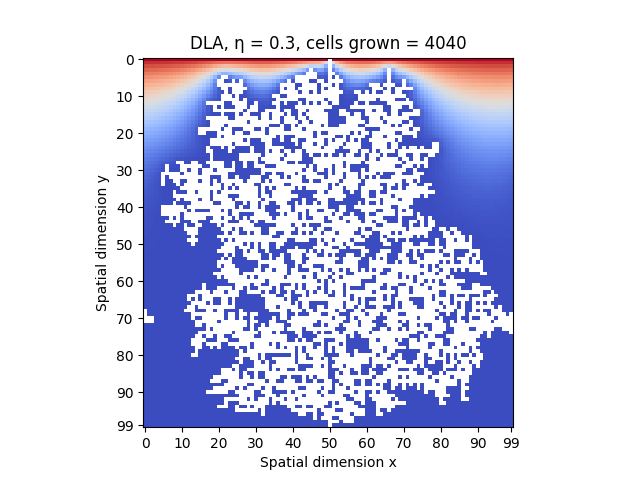 DLA, η = 0.3, cells grown = 4040
0
10
20
30
40
50
60
70
80
90
99
Spatial dimension y
0 10 20 30 40 50 60 70 80 90 99
Spatial dimension x